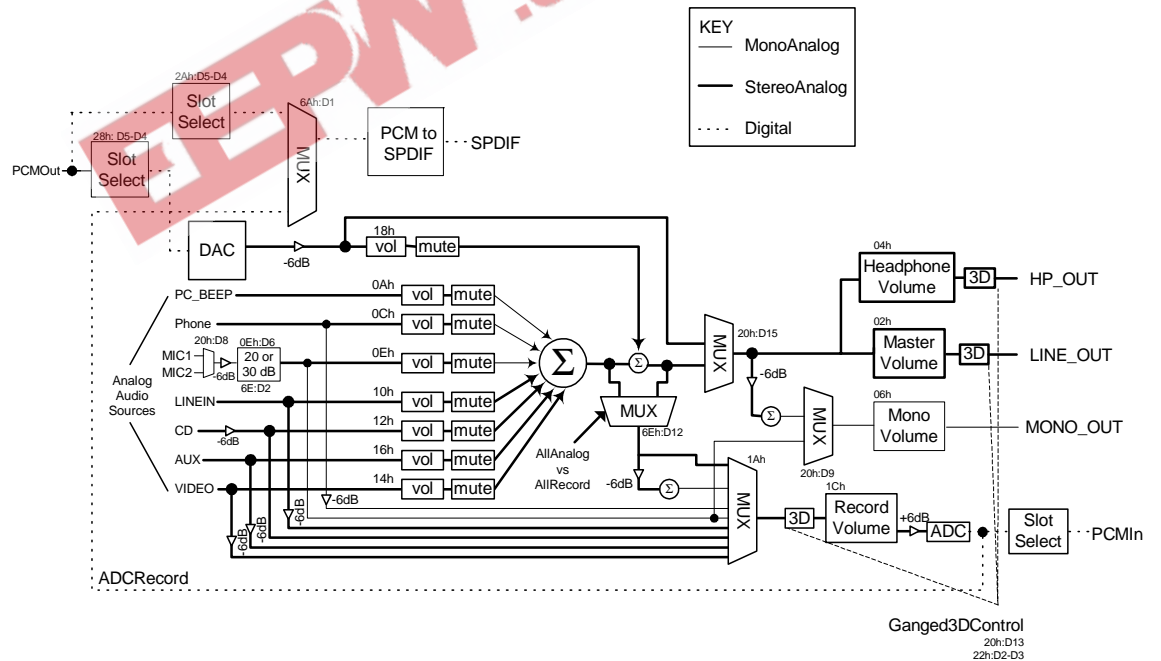 EEPW.
KEY
MonoAnalog
StereoAnalog
Digital
2Ah:D5-D4
Slot
Select
6Ah:D1
MUX
PCM to
SPDIF
SPDIF
28h: D5-D4
Slot
Select
PCMOut
DAC
-6dB
18h
vol
mute
04h
Headphone
Volume
3D
HP_OUT
PC_BEEP
0Ah
vol
mute
Phone
0Ch
vol
mute
20h:D8
0Eh:D6
MIC1
MIC2
-6dB
20 or
30 dB
6E:D2
0Eh
vol
mute
Σ
Σ
MUX
20h:D15
02h
Master
Volume
3D
LINE_OUT
Analog
Audio
Sources
LINEIN
10h
vol
mute
MUX
6Eh:D12
-6dB
Σ
MUX
20h:D9
06h
Mono
Volume
MONO_OUT
CD
-6dB
12h
vol
mute
AUX
16h
vol
mute
AllAnalog
vs
AllRecord
VIDEO
14h
vol
mute
-6dB
Σ
-6dB
-6dB
-6dB
-6dB
1Ah
MUX
3D
1Ch
Record
Volume
+6dB
ADC
Slot
Select
PCMIn
ADCRecord
Ganged3DControl
20h:D13
22h:D2-D3